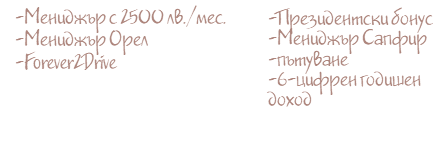 -Мениджър с 2500 лв./мес.
-Мениджър Орел
-Forever2Drive
-Президентски бонус
-Мениджър Сапфир
-пътуване
-6-цифрен годишен
доход